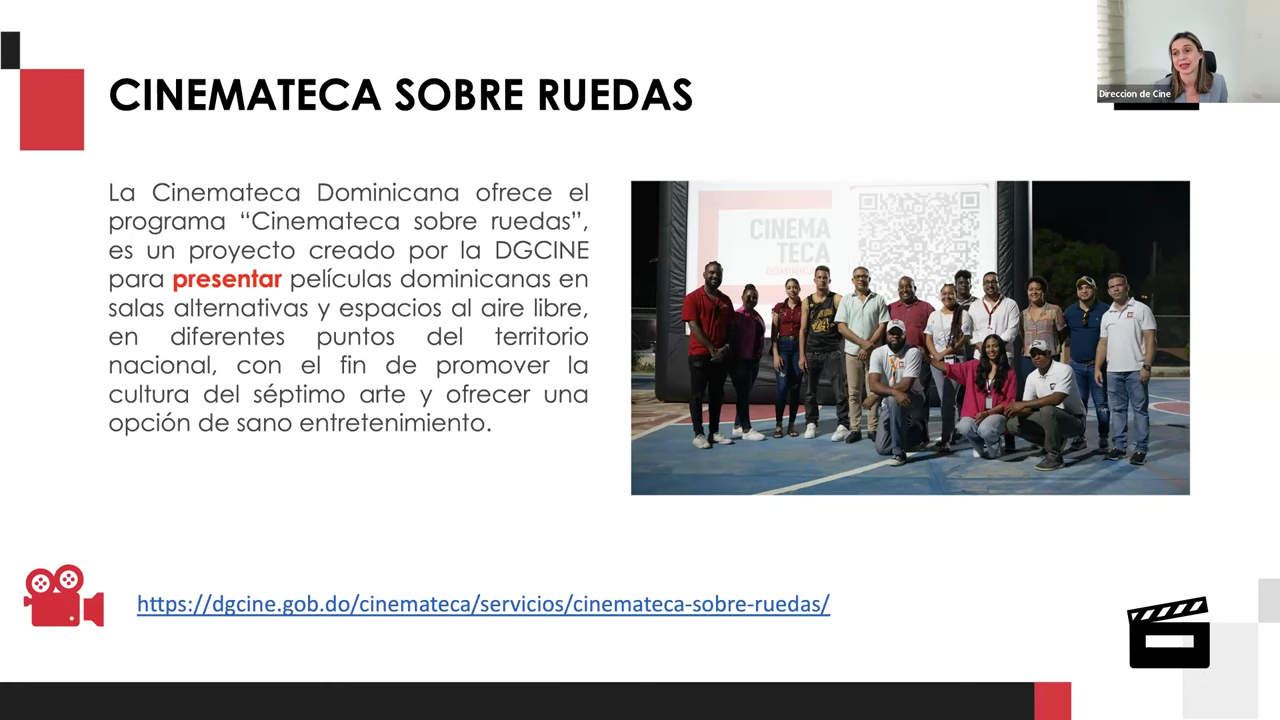 CINEMATECA SOBRE RUEDAS
Direccion de Cine
La Cinemateca Dominicana ofrece el
programa “Cinemateca sobre ruedas”,
es un proyecto creado por la DGCINE
para presentar películas dominicanas en
salas alternativas y espacios al aire libre,
en diferentes puntos del territorio
nacional, con el fin de promover la
cultura del séptimo arte y ofrecer una
opción de sano entretenimiento.
CINEMA
TECA
https://dgcine.gob.do/cinemateca/servicios/cinemateca-sobre-ruedas/